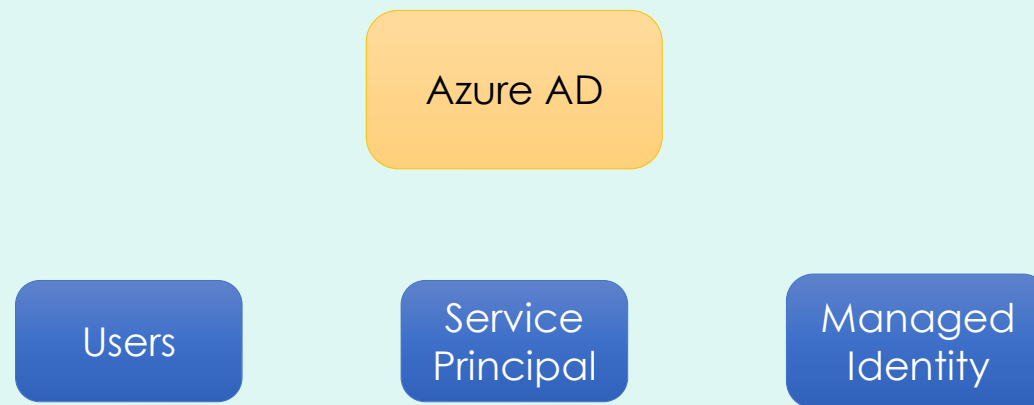 Azure AD
Users
Service
Principal
Managed
Identity